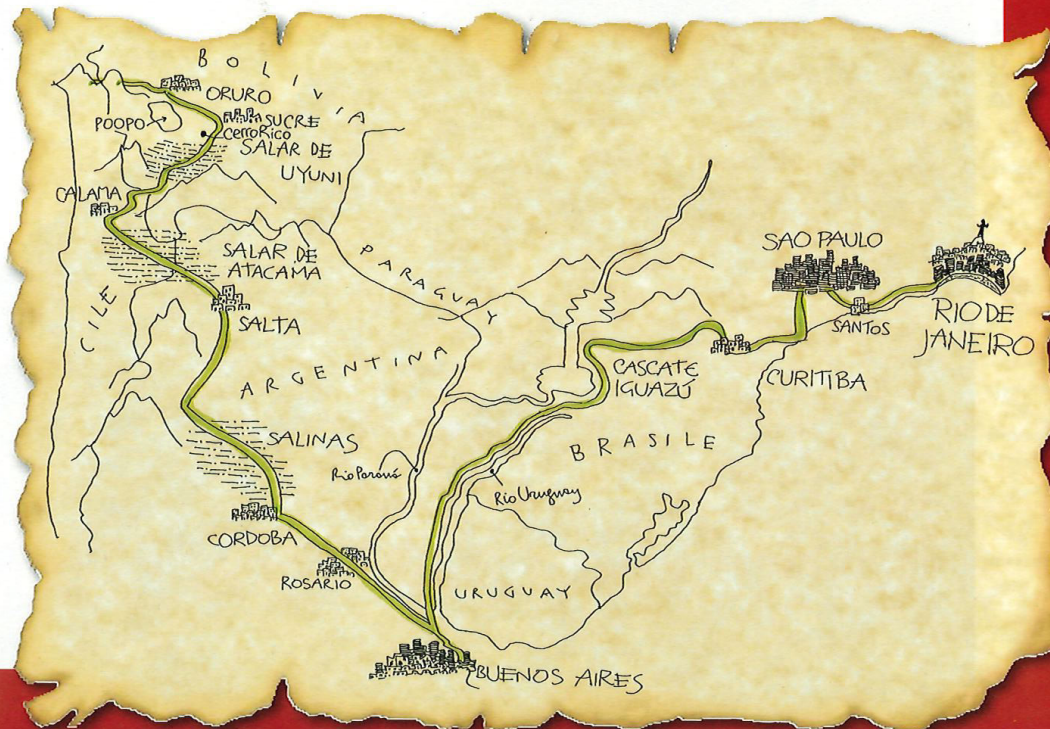 BOLIVIA
ORURO
POOPO
SUCRE
Cerro Rico
SALAR DE
UYUNI
CALAMA
SALAR DE
ATACAMA
CILE
PARAGUAY
SALTA
ARGENTINA
SALINAS
CORDOBA
ROSARIO
Rio Paraná
Rio Uruguay
URUGUAY
BUENOS AIRES
BRASILE
CASCATE
IGUAZÚ
CURITIBA
SAO PAULO
SANTOS
RIO DE
JANEIRO